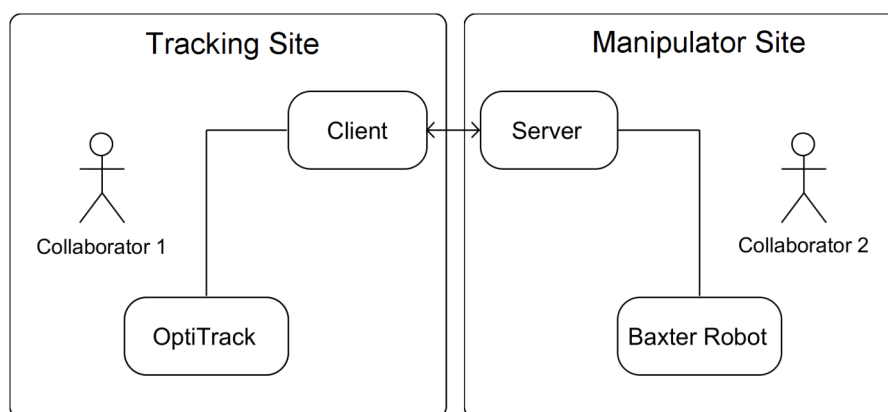 Tracking Site
Manipulator Site
Client
Server
Collaborator 1
Collaborator 2
OptiTrack
Baxter Robot